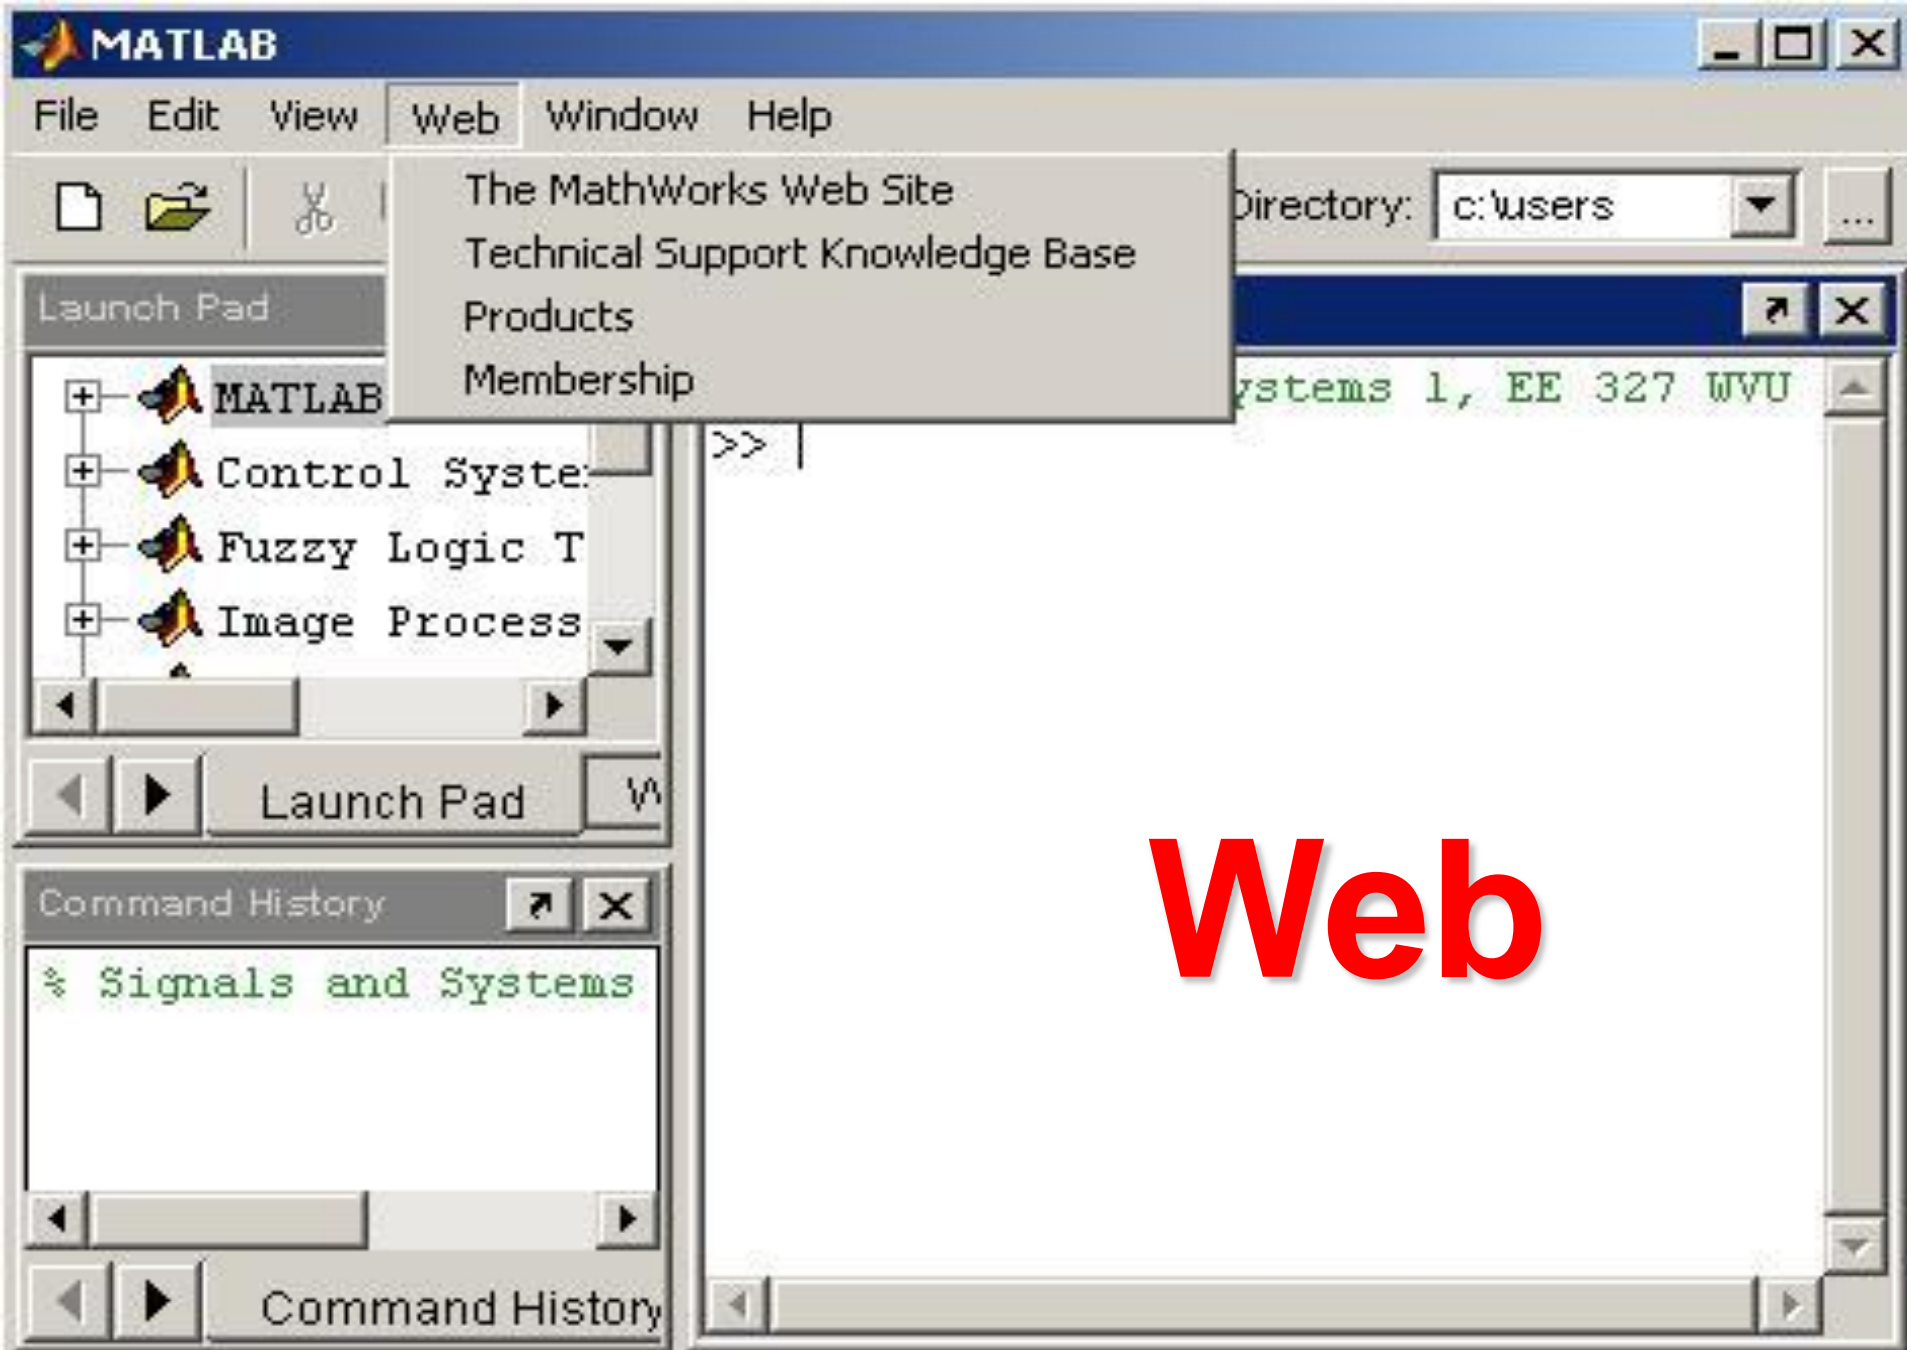 MATLAB
File Edit View Web Window Help
The MathWorks Web Site
Technical Support Knowledge Base
Products
Membership
Directory: c:\users ...
Launch Pad
MATLAB
ystems 1, EE 327 WVU
>>
Control Syste
Fuzzy Logic T
Image Process
Launch Pad
Web
Command History
% Signals and Systems
Command History